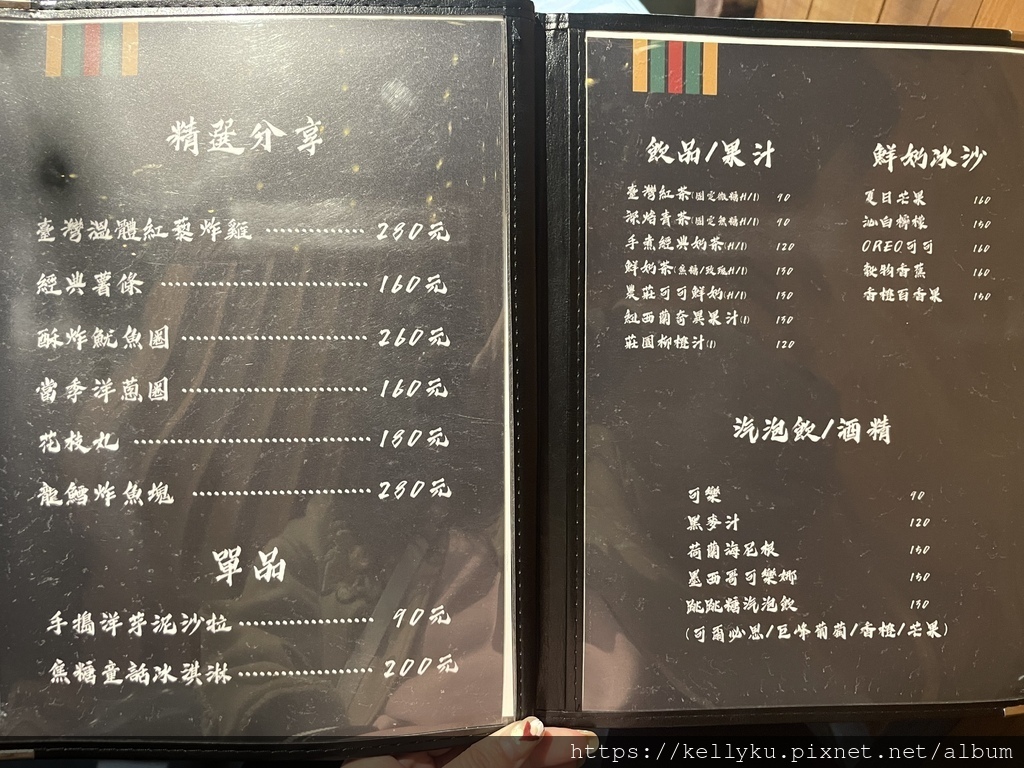 精選分享
臺灣溫體紅藜炸雞 280元
經典薯條 160元
酥炸魷魚圈 260元
當季洋蔥圈 160元
花枝丸 180元
龍鱈炸魚塊 280元
單品
手搗洋芋泥沙拉 90元
焦糖童話冰淇淋 200元
飲品/果汁
臺灣紅茶(固定微糖H/I) 90
深焙青茶(固定無糖H/I) 90
手煮經典奶茶(H/I) 120
鮮奶茶(焦糖/玫瑰H/I) 150
農莊可可鮮奶(H/I) 150
紐西蘭奇異果汁(I) 150
莊園柳橙汁(I) 120
鮮奶冰沙
夏日芒果 160
沁白檸檬 150
OREO可可 160
牧物香蕉 160
香橙百香果 150
汽泡飲/酒精
可樂 90
黑麥汁 120
荷蘭海尼根 150
墨西哥可樂娜 150
跳跳糖汽泡飲 150
(可爾必思/巨峰葡萄/香橙/芒果)
https://kellyku.pixnet.net/album